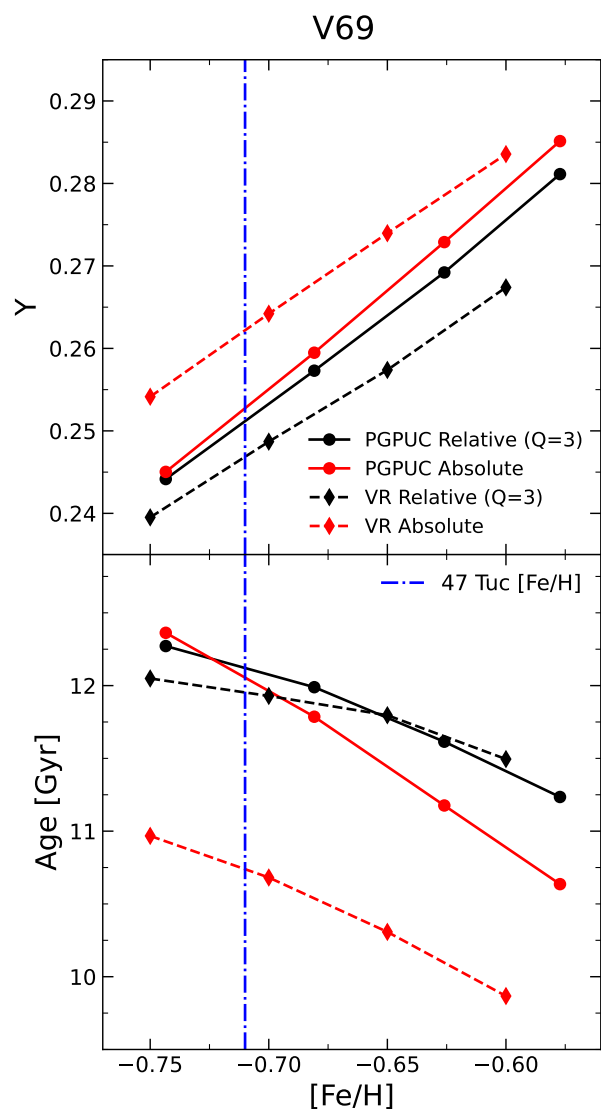 V69
0.29
0.28
0.27
Y
0.26
0.25
0.24
PGPUC Relative (Q=3)
PGPUC Absolute
VR Relative (Q=3)
VR Absolute
47 Tuc [Fe/H]
12
Age [Gyr]
11
10
−0.75 −0.70 −0.65 −0.60
[Fe/H]